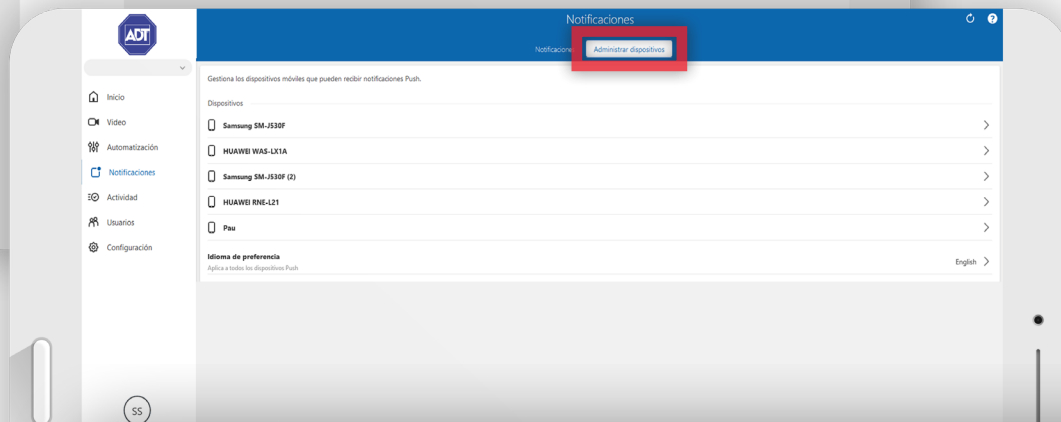 Notificaciones
ADT
Notificacione
Administrar dispositivos
Gestiona los dispositivos móviles que pueden recibir notificaciones Push.
Inicio
Dispositivos
Video
Samsung SM-J530F
Automatización
HUAWEI WAS-LX1A
Notificaciones
Samsung SM-J530F (2)
Actividad
HUAWEI RNE-L21
Usuarios
Pau
Configuración
Idioma de preferencia
English
Aplica a todos los dispositivos Push
SS